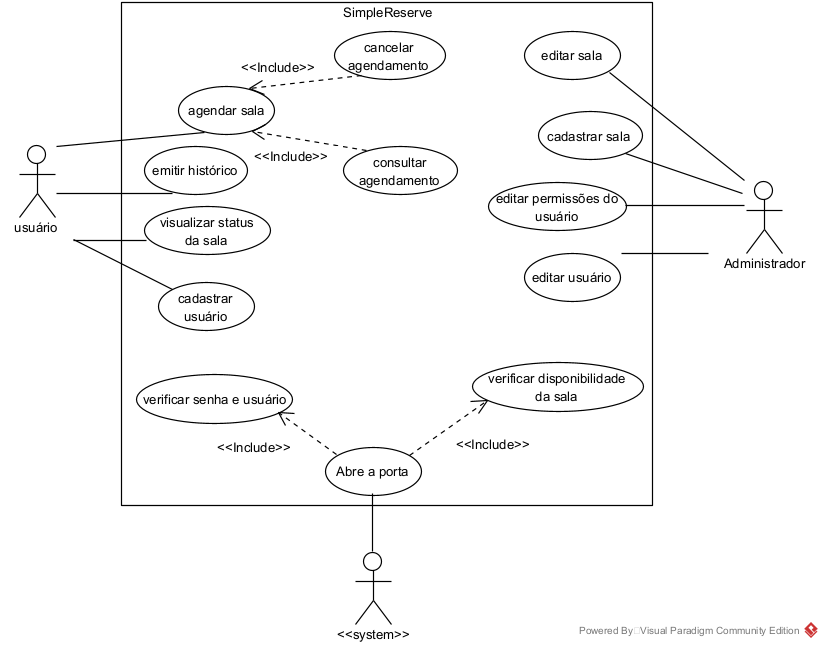 SimpleReserve
cancelar
agendamento
<<Include>>
agendar sala
<<Include>>
consultar
agendamento
emitir histórico
visualizar status
da sala
cadastrar
usuário
usuário
editar sala
cadastrar sala
editar permissões do
usuário
editar usuário
Administrador
verificar senha e usuário
verificar disponibilidade
da sala
<<Include>>
<<Include>>
Abre a porta
<<system>>
Powered By Visual Paradigm Community Edition